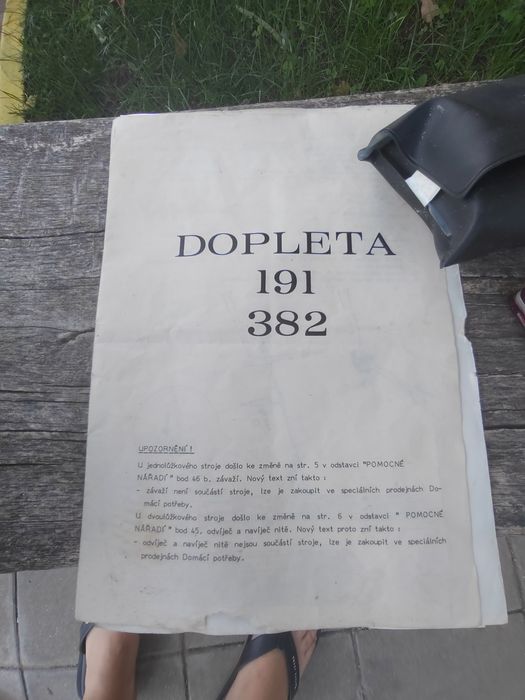 DOPLETA
191
382
UPOZORNĚNÍ !
U jednolůžkového stroje došlo ke změně na str. 5 v odstavci "POMOCNÉ
NÁŘADÍ" bod 46 b. závaží. Nový text zní takto :
- závaží není součástí stroje, lze je zakoupit ve speciálních prodejnách Do-
mácí potřeby.
U dvoulůžkového stroje došlo ke změně na str. 6 v odstavci " POMOCNÉ
NÁŘADÍ" bod 45. odvíječ a navíječ nitě. Nový text proto zní takto :
- odvíječ a navíječ nitě nejsou součástí stroje, lze je zakoupit ve speciálních
prodejnách Domácí potřeby.